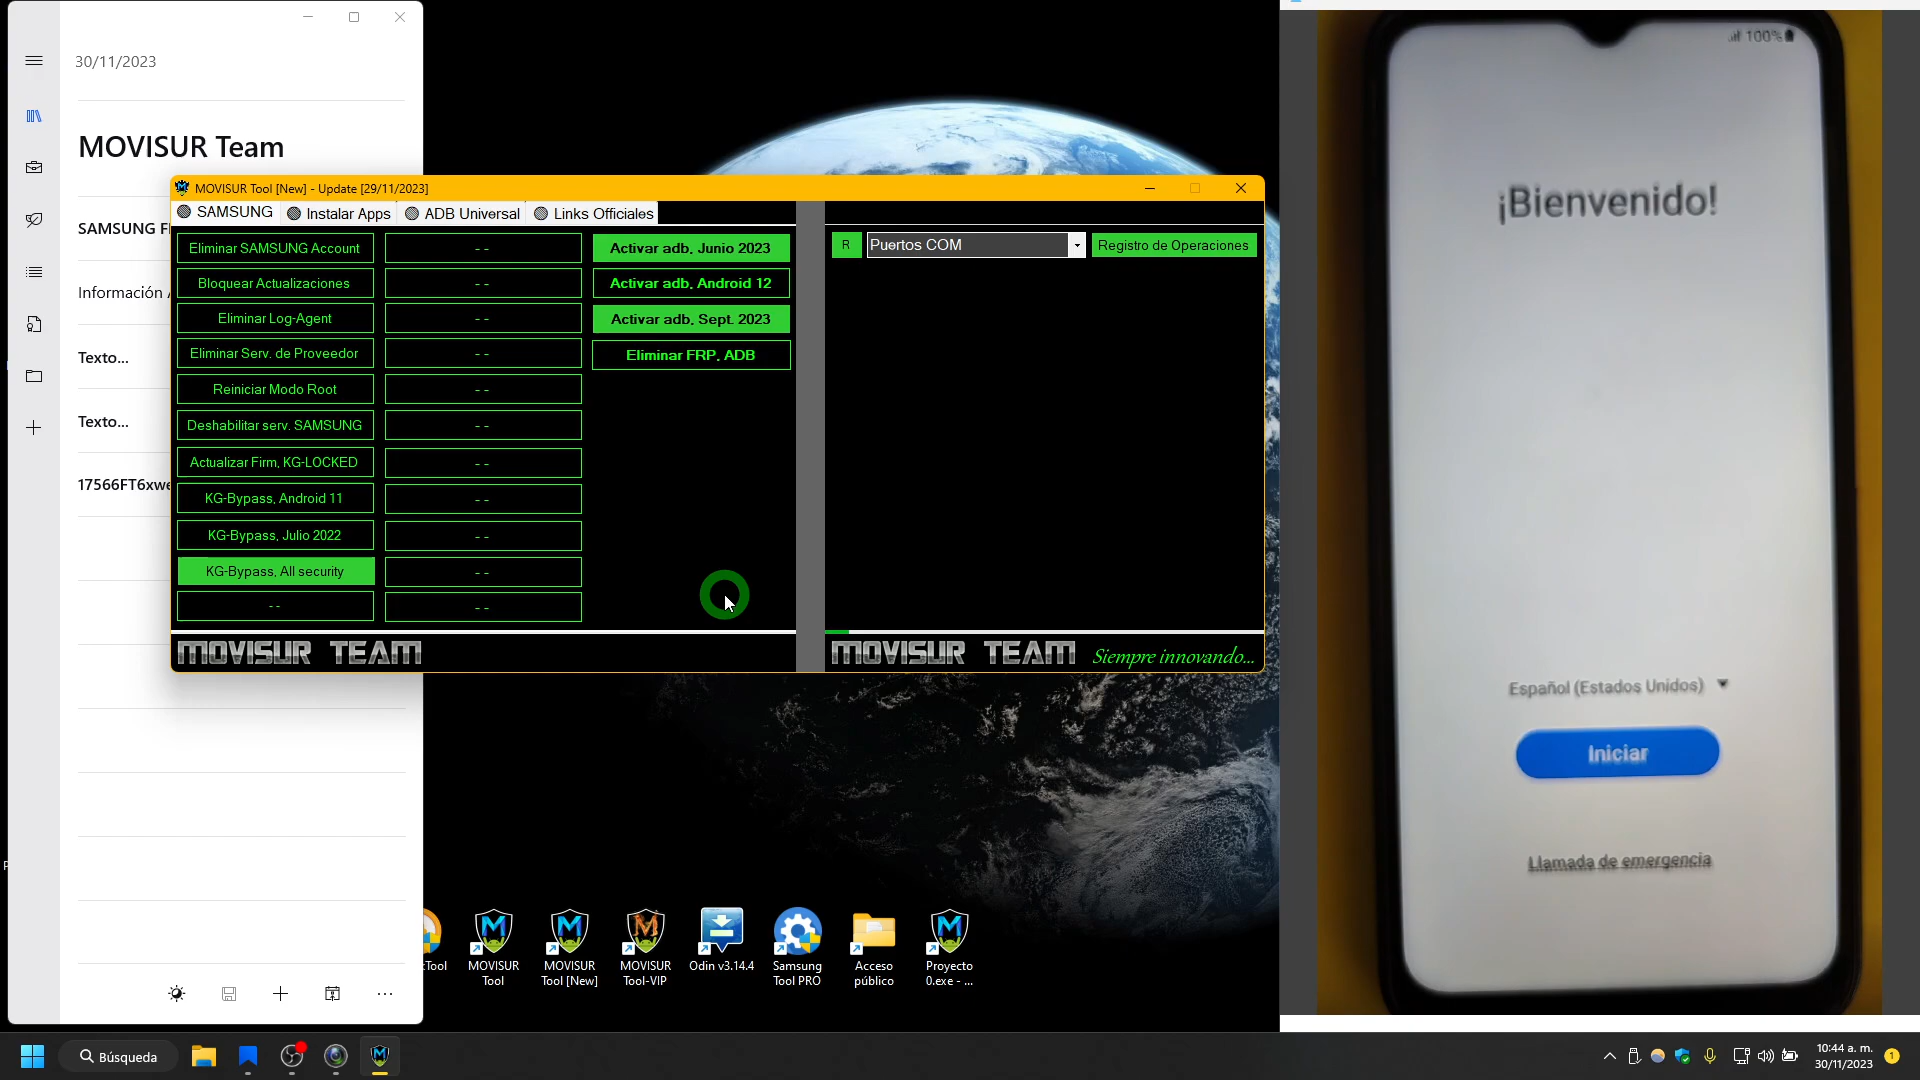 30/11/2023
MOVISUR Team
SAMSUNG F
Información
Texto...
Texto...
17566FT6xw
MOVISUR Tool [New] - Update [29/11/2023]
SAMSUNG
Instalar Apps
ADB Universal
Links Officiales
Eliminar SAMSUNG Account
- -
Activar adb, Junio 2023
Bloquear Actualizaciones
- -
Activar adb, Android 12
Eliminar Log-Agent
- -
Activar adb, Sept. 2023
Eliminar Serv. de Proveedor
- -
Eliminar FRP, ADB
Reiniciar Modo Root
- -
Deshabilitar serv. SAMSUNG
- -
Actualizar Firm, KG-LOCKED
- -
KG-Bypass, Android 11
- -
KG-Bypass, Julio 2022
- -
KG-Bypass, All security
- -
- -
- -
MOVISUR TEAM
R
Puertos COM
Registro de Operaciones
MOVISUR TEAM
Siempre innovando...
100%
¡Bienvenido!
Español (Estados Unidos)
Iniciar
Llamada de emergencia
tTool
MOVISUR
Tool
MOVISUR
Tool [New]
MOVISUR
Tool-VIP
Odin v3.14.4
Samsung
Tool PRO
Acceso
público
Proyecto
0.exe - ...
Búsqueda
10:44 a. m.
30/11/2023
1